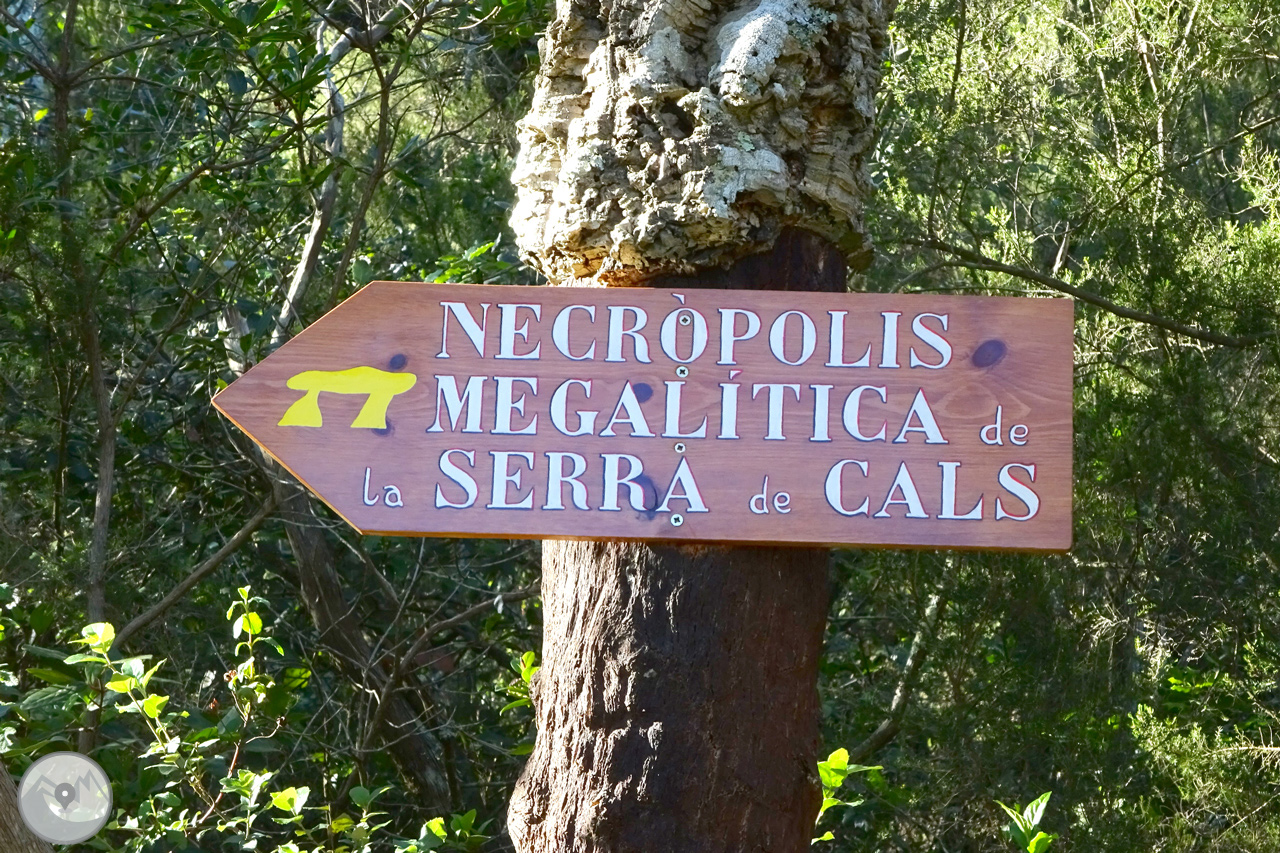 NECRÒPOLIS
MEGALÍTICA de
la SERRA de CALS